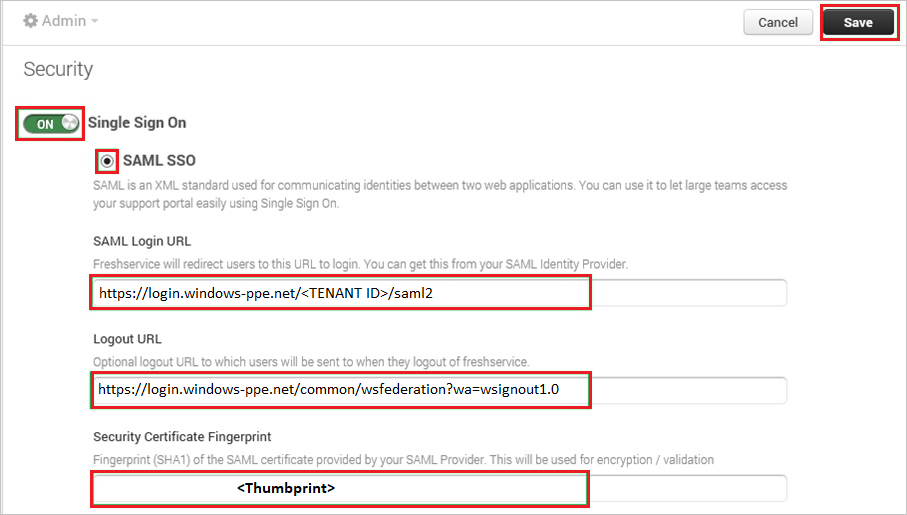 Admin
Cancel
Save
Security
ON
Single Sign On
SAML SSO
SAML is an XML standard used for communicating identities between two web applications. You can use it to let large teams access
your support portal easily using Single Sign On.
SAML Login URL
Freshservice will redirect users to this URL to login. You can get this from your SAML Identity Provider.
https://login.windows-ppe.net/<TENANT ID>/saml2
Logout URL
Optional logout URL to which users will be sent to when they logout of freshservice.
https://login.windows-ppe.net/common/wsfederation?wa=wsignout1.0
Security Certificate Fingerprint
Fingerprint (SHA1) of the SAML certificate provided by your SAML Provider. This will be used for encryption / validation
<Thumbprint>